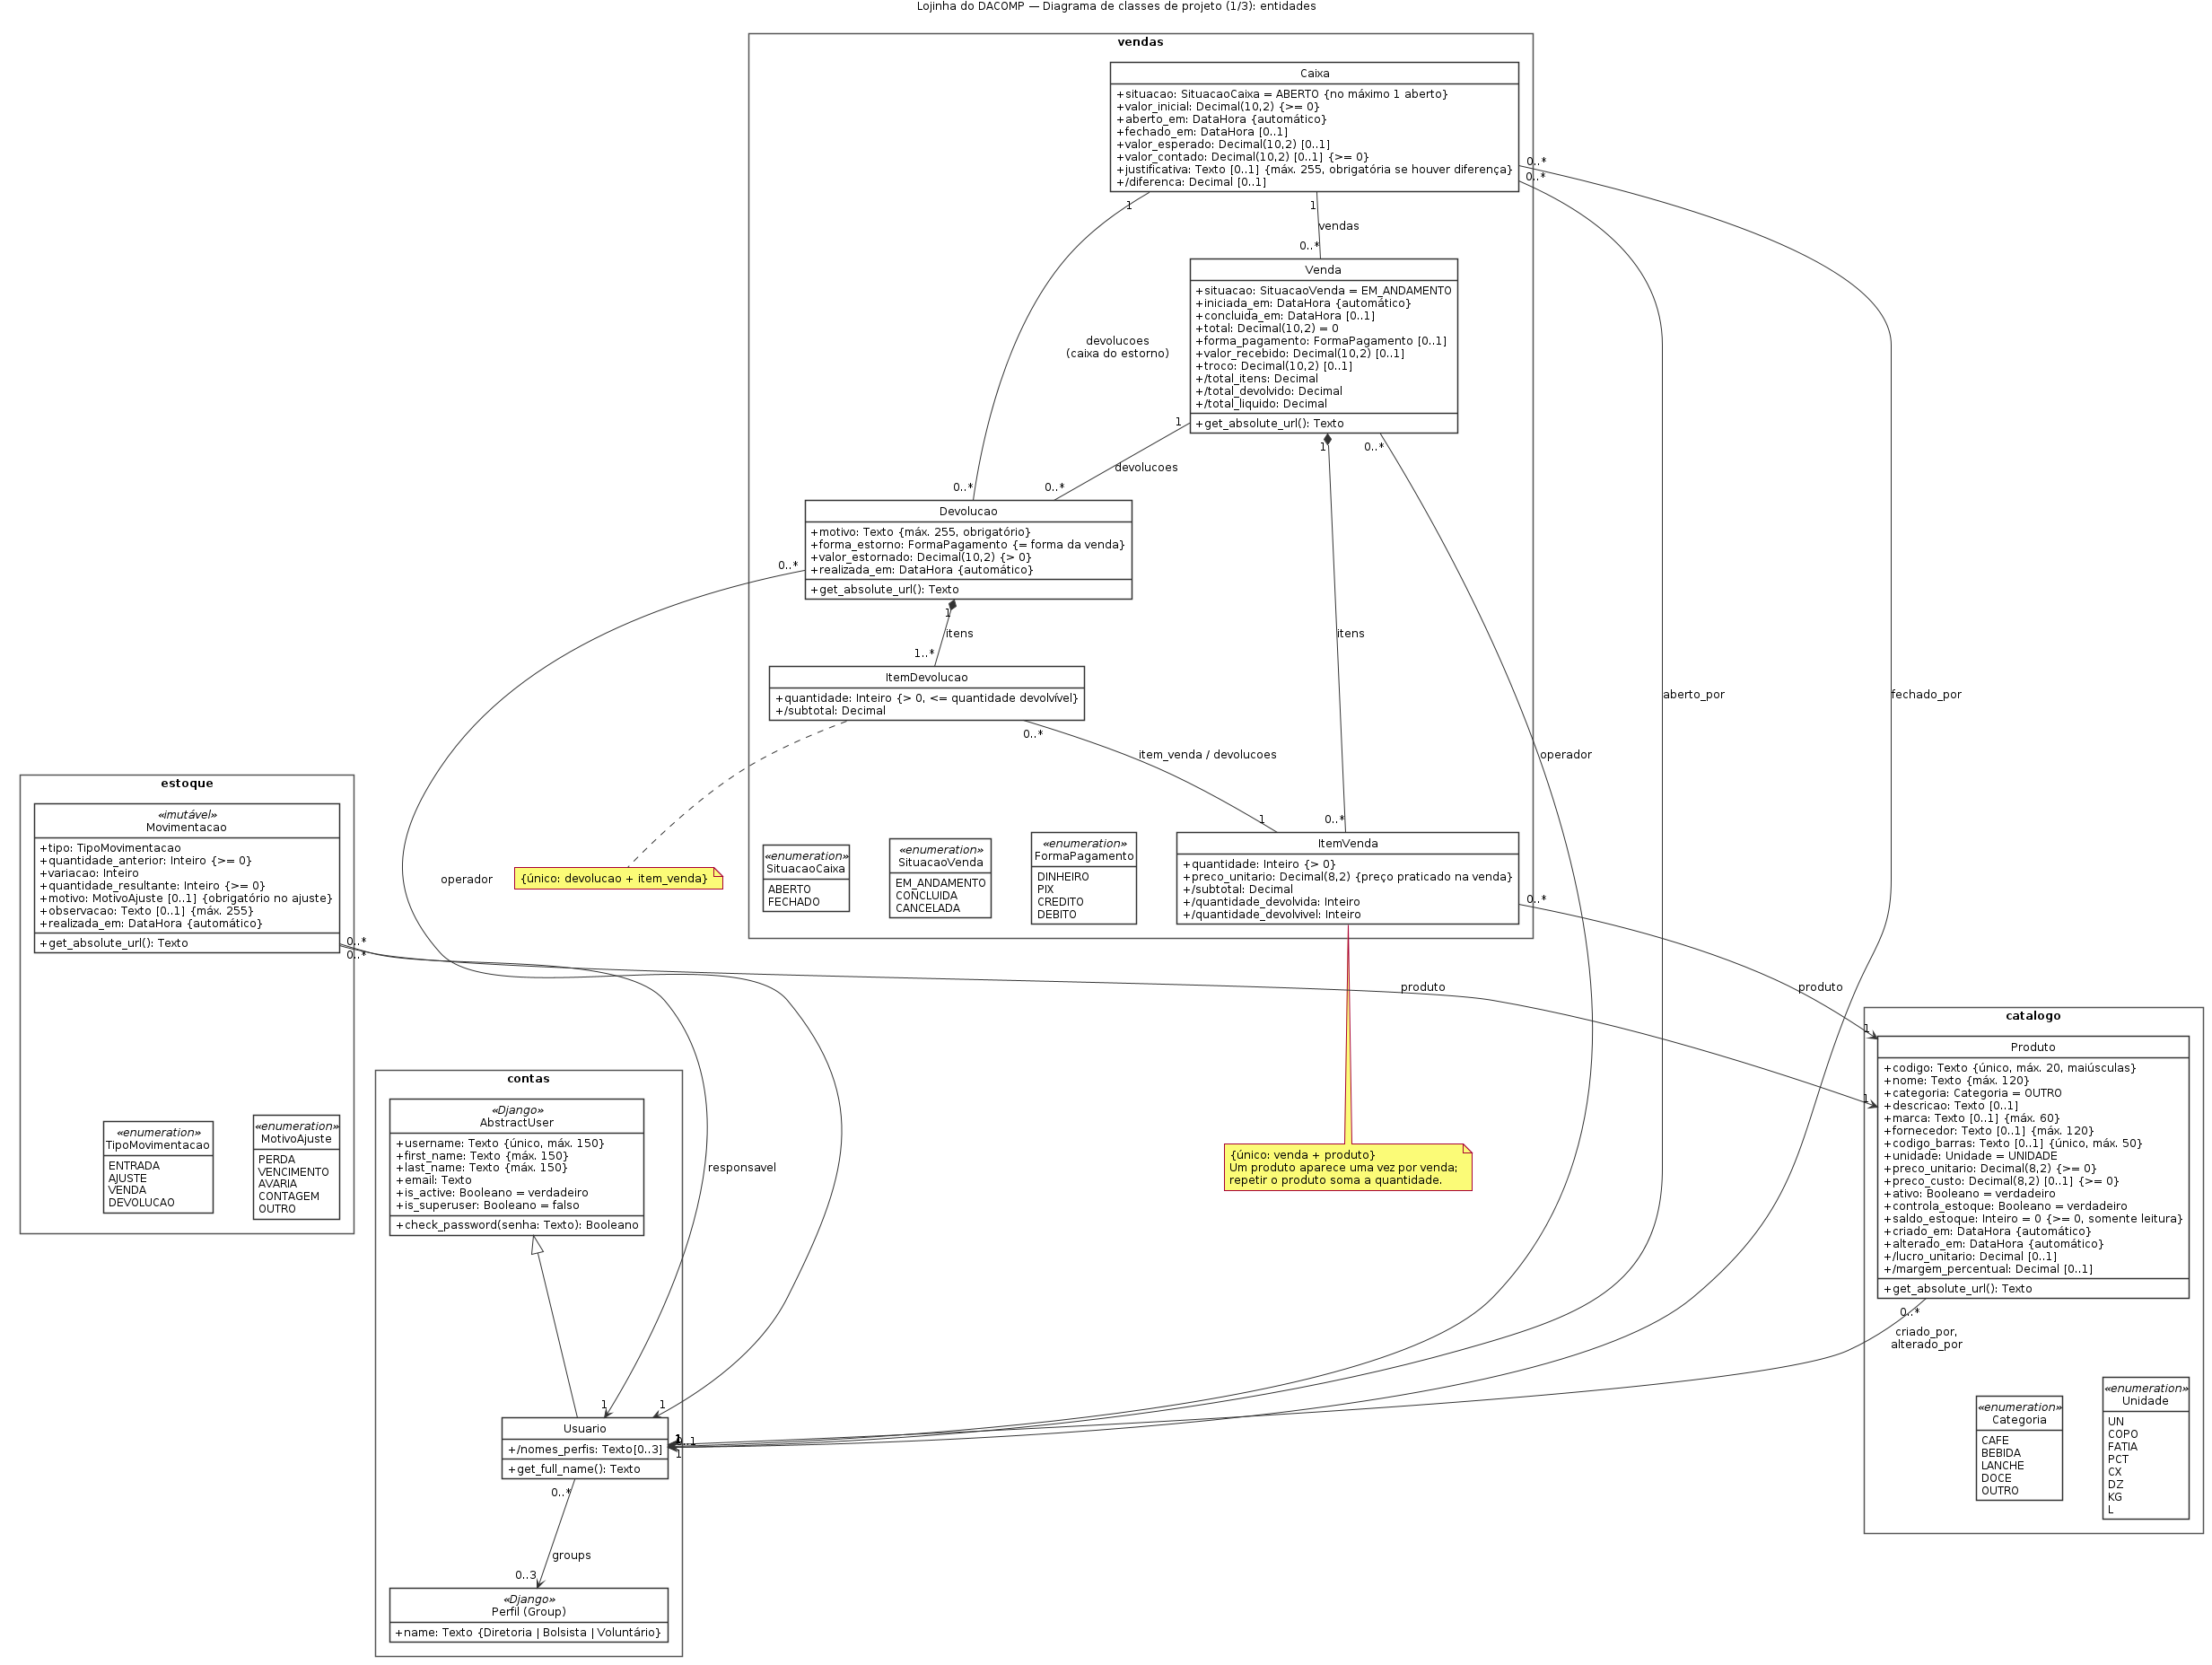 Lojinha do DACOMP — Diagrama de classes de projeto (1/3): entidades
vendas
Caixa
+situacao: SituacaoCaixa = ABERTO {no máximo 1 aberto}
+valor_inicial: Decimal(10,2) {>= 0}
+aberto_em: DataHora {automático}
+fechado_em: DataHora [0..1]
+valor_esperado: Decimal(10,2) [0..1]
+valor_contado: Decimal(10,2) [0..1] {>= 0}
+justificativa: Texto [0..1] {máx. 255, obrigatória se houver diferença}
+/diferenca: Decimal [0..1]
0..*
0..*
1
1
vendas
0..*
Venda
+situacao: SituacaoVenda = EM_ANDAMENTO
+iniciada_em: DataHora {automático}
+concluida_em: DataHora [0..1]
+total: Decimal(10,2) = 0
+forma_pagamento: FormaPagamento [0..1]
+valor_recebido: Decimal(10,2) [0..1]
+troco: Decimal(10,2) [0..1]
+/total_itens: Decimal
+/total_devolvido: Decimal
+/total_liquido: Decimal
+get_absolute_url(): Texto
devolucoes
(caixa do estorno)
1
1
0..*
devolucoes
0..*
0..*
Devolucao
+motivo: Texto {máx. 255, obrigatório}
+forma_estorno: FormaPagamento {= forma da venda}
+valor_estornado: Decimal(10,2) {> 0}
+realizada_em: DataHora {automático}
+get_absolute_url(): Texto
0..*
1
itens
1..*
itens
ItemDevolucao
+quantidade: Inteiro {> 0, <= quantidade devolvível}
+/subtotal: Decimal
0..*
item_venda / devolucoes
operador
aberto_por
fechado_por
1
0..*
«enumeration»
SituacaoCaixa
ABERTO
FECHADO
«enumeration»
SituacaoVenda
EM_ANDAMENTO
CONCLUIDA
CANCELADA
«enumeration»
FormaPagamento
DINHEIRO
PIX
CREDITO
DEBITO
ItemVenda
+quantidade: Inteiro {> 0}
+preco_unitario: Decimal(8,2) {preço praticado na venda}
+/subtotal: Decimal
+/quantidade_devolvida: Inteiro
+/quantidade_devolvivel: Inteiro
0..*
operador
{único: devolucao + item_venda}
estoque
«imutável»
Movimentacao
+tipo: TipoMovimentacao
+quantidade_anterior: Inteiro {>= 0}
+variacao: Inteiro
+quantidade_resultante: Inteiro {>= 0}
+motivo: MotivoAjuste [0..1] {obrigatório no ajuste}
+observacao: Texto [0..1] {máx. 255}
+realizada_em: DataHora {automático}
+get_absolute_url(): Texto
0..*
0..*
produto
produto
«enumeration»
TipoMovimentacao
ENTRADA
AJUSTE
VENDA
DEVOLUCAO
«enumeration»
MotivoAjuste
PERDA
VENCIMENTO
AVARIA
CONTAGEM
OUTRO
contas
«Django»
AbstractUser
+username: Texto {único, máx. 150}
+first_name: Texto {máx. 150}
+last_name: Texto {máx. 150}
+email: Texto
+is_active: Booleano = verdadeiro
+is_superuser: Booleano = falso
+check_password(senha: Texto): Booleano
responsavel
{único: venda + produto}
Um produto aparece uma vez por venda;
repetir o produto soma a quantidade.
catalogo
1
1
Produto
+codigo: Texto {único, máx. 20, maiúsculas}
+nome: Texto {máx. 120}
+categoria: Categoria = OUTRO
+descricao: Texto [0..1]
+marca: Texto [0..1] {máx. 60}
+fornecedor: Texto [0..1] {máx. 120}
+codigo_barras: Texto [0..1] {único, máx. 50}
+unidade: Unidade = UNIDADE
+preco_unitario: Decimal(8,2) {>= 0}
+preco_custo: Decimal(8,2) [0..1] {>= 0}
+ativo: Booleano = verdadeiro
+controla_estoque: Booleano = verdadeiro
+saldo_estoque: Inteiro = 0 {>= 0, somente leitura}
+criado_em: DataHora {automático}
+alterado_em: DataHora {automático}
+/lucro_unitario: Decimal [0..1]
+/margem_percentual: Decimal [0..1]
+get_absolute_url(): Texto
0..*
criado_por,
alterado_por
«enumeration»
Categoria
CAFE
BEBIDA
LANCHE
DOCE
OUTRO
«enumeration»
Unidade
UN
COPO
FATIA
PCT
CX
DZ
KG
L
1
1
Usuario
+/nomes_perfis: Texto[0..3]
+get_full_name(): Texto
1
0..1
1
0..*
groups
0..3
«Django»
Perfil (Group)
+name: Texto {Diretoria | Bolsista | Voluntário}